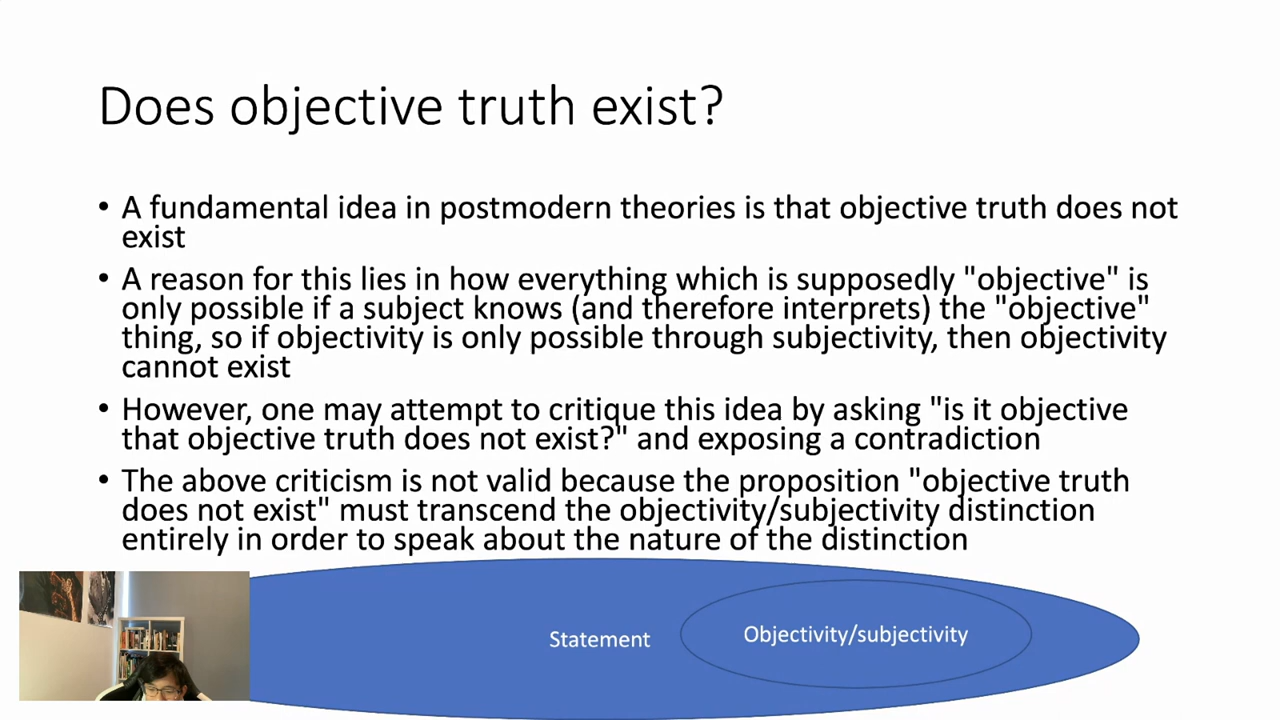 Does objective truth exist?
• A fundamental idea in postmodern theories is that objective truth does not
exist
• A reason for this lies in how everything which is supposedly "objective" is
only possible if a subject knows (and therefore interprets) the "objective"
thing, so if objectivity is only possible through subjectivity, then objectivity
cannot exist
• However, one may attempt to critique this idea by asking "is it objective
that objective truth does not exist?" and exposing a contradiction
• The above criticism is not valid because the proposition "objective truth
does not exist" must transcend the objectivity/subjectivity distinction
entirely in order to speak about the nature of the distinction
Statement
Objectivity/subjectivity